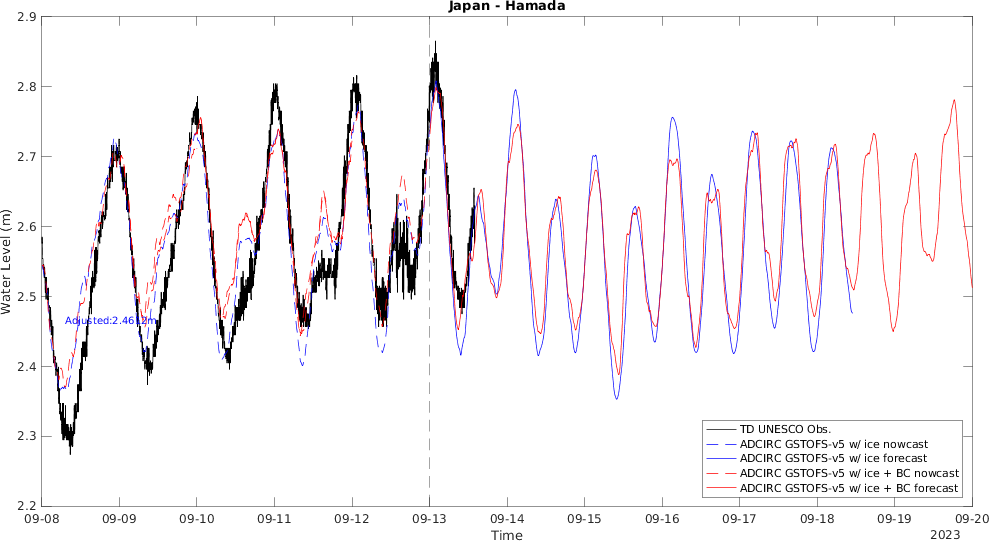 Japan - Hamada
2.9
2.8
2.7
2.6
2.5
2.4
2.3
2.2
Water Level (m)
Adjusted:2.4612m
TD UNESCO Obs.
ADCIRC GSTOFS-v5 w/ ice nowcast
ADCIRC GSTOFS-v5 w/ ice forecast
ADCIRC GSTOFS-v5 w/ ice + BC nowcast
ADCIRC GSTOFS-v5 w/ ice + BC forecast
09-08 09-09 09-10 09-11 09-12 09-13 09-14 09-15 09-16 09-17 09-18 09-19 09-20
Time
2023